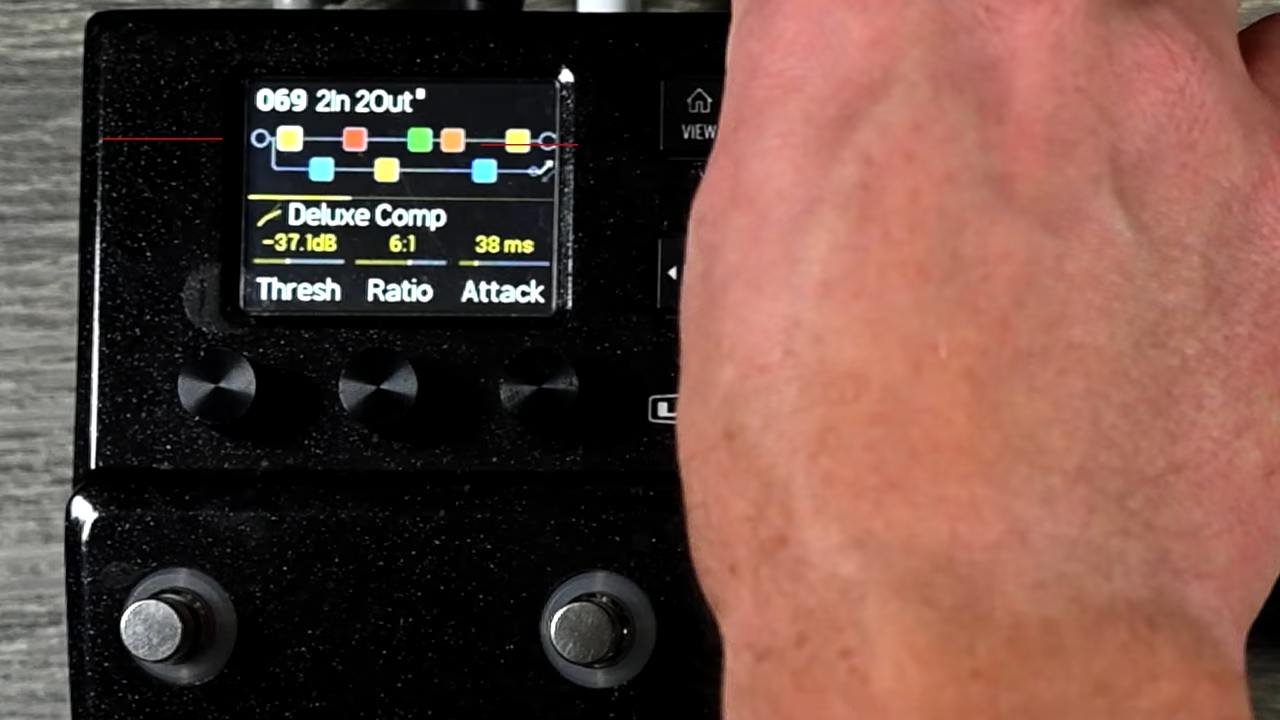 069 2In 2Out
VIEW
Deluxe Comp
-37.1dB 6:1 38 ms
Thresh Ratio Attack